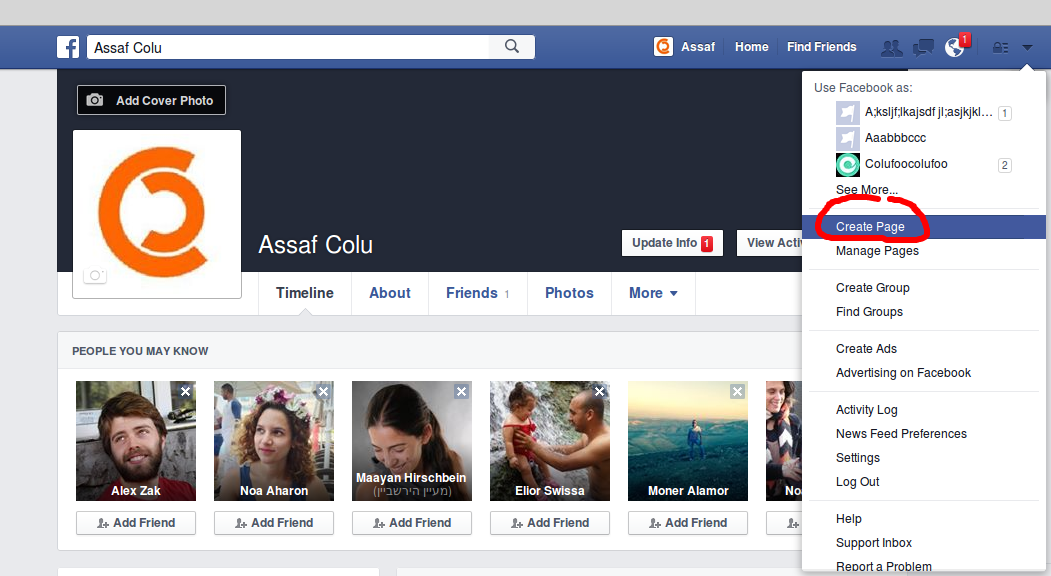 Assaf Colu
Assaf
Home
Find Friends
1
Add Cover Photo
Assaf Colu
Update Info 1
View Activ
Timeline
About
Friends 1
Photos
More
PEOPLE YOU MAY KNOW
Alex Zak
Noa Aharon
Maayan Hirschbein
(מעיין הירשביין)
Elior Swissa
Moner Alamor
No
Add Friend
Add Friend
Add Friend
Add Friend
Add Friend
Use Facebook as:
A;ksljf;lkajsdf jl;asjkjkl... 1
Aaabbbccc
Colufoocolufoo 2
See More...
Create Page
Manage Pages
Create Group
Find Groups
Create Ads
Advertising on Facebook
Activity Log
News Feed Preferences
Settings
Log Out
Help
Support Inbox
Report a Problem